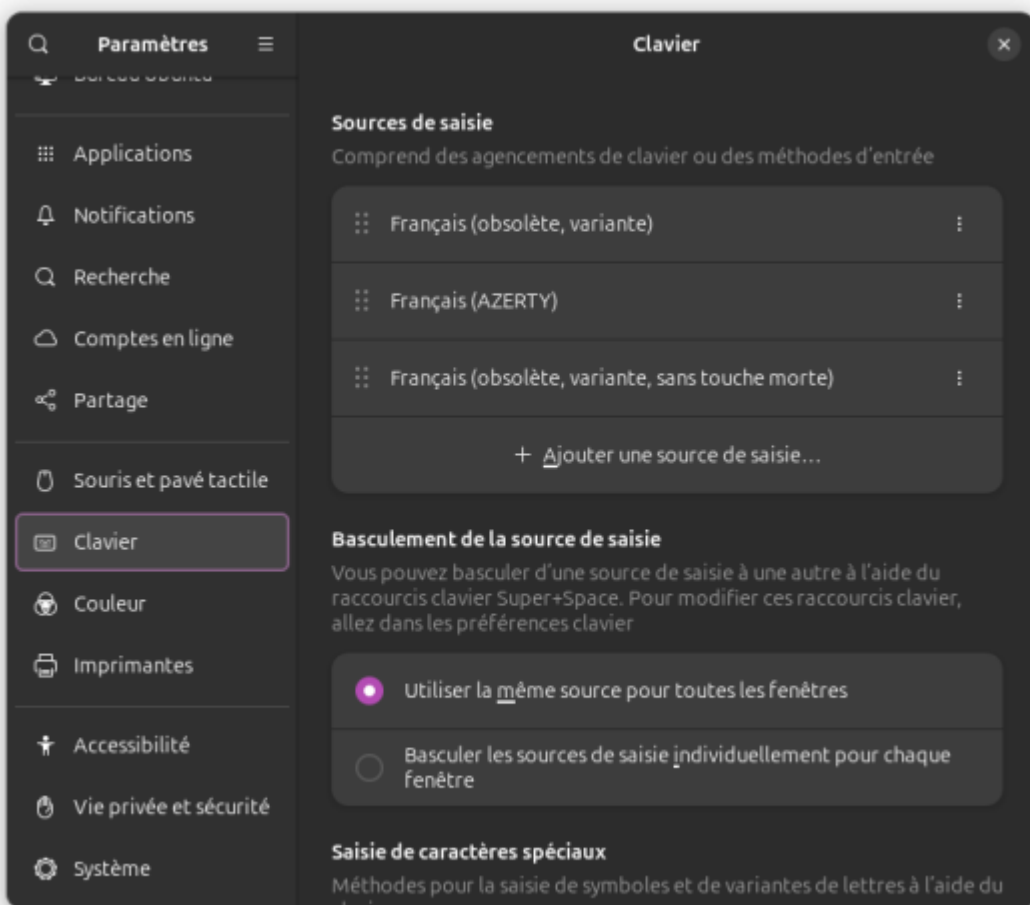 Paramètres
Bureau Ubuntu
Applications
Notifications
Recherche
Comptes en ligne
Partage
Souris et pavé tactile
Clavier
Couleur
Imprimantes
Accessibilité
Vie privée et sécurité
Système
Clavier
Sources de saisie
Comprend des agencements de clavier ou des méthodes d'entrée
Français (obsolète, variante)
Français (AZERTY)
Français (obsolète, variante, sans touche morte)
+ Ajouter une source de saisie...
Basculement de la source de saisie
Vous pouvez basculer d'une source de saisie à une autre à l'aide du
raccourcis clavier Super+Space. Pour modifier ces raccourcis clavier,
allez dans les préférences clavier
Utiliser la même source pour toutes les fenêtres
Basculer les sources de saisie individuellement pour chaque
fenêtre
Saisie de caractères spéciaux
Méthodes pour la saisie de symboles et de variantes de lettres à l'aide du